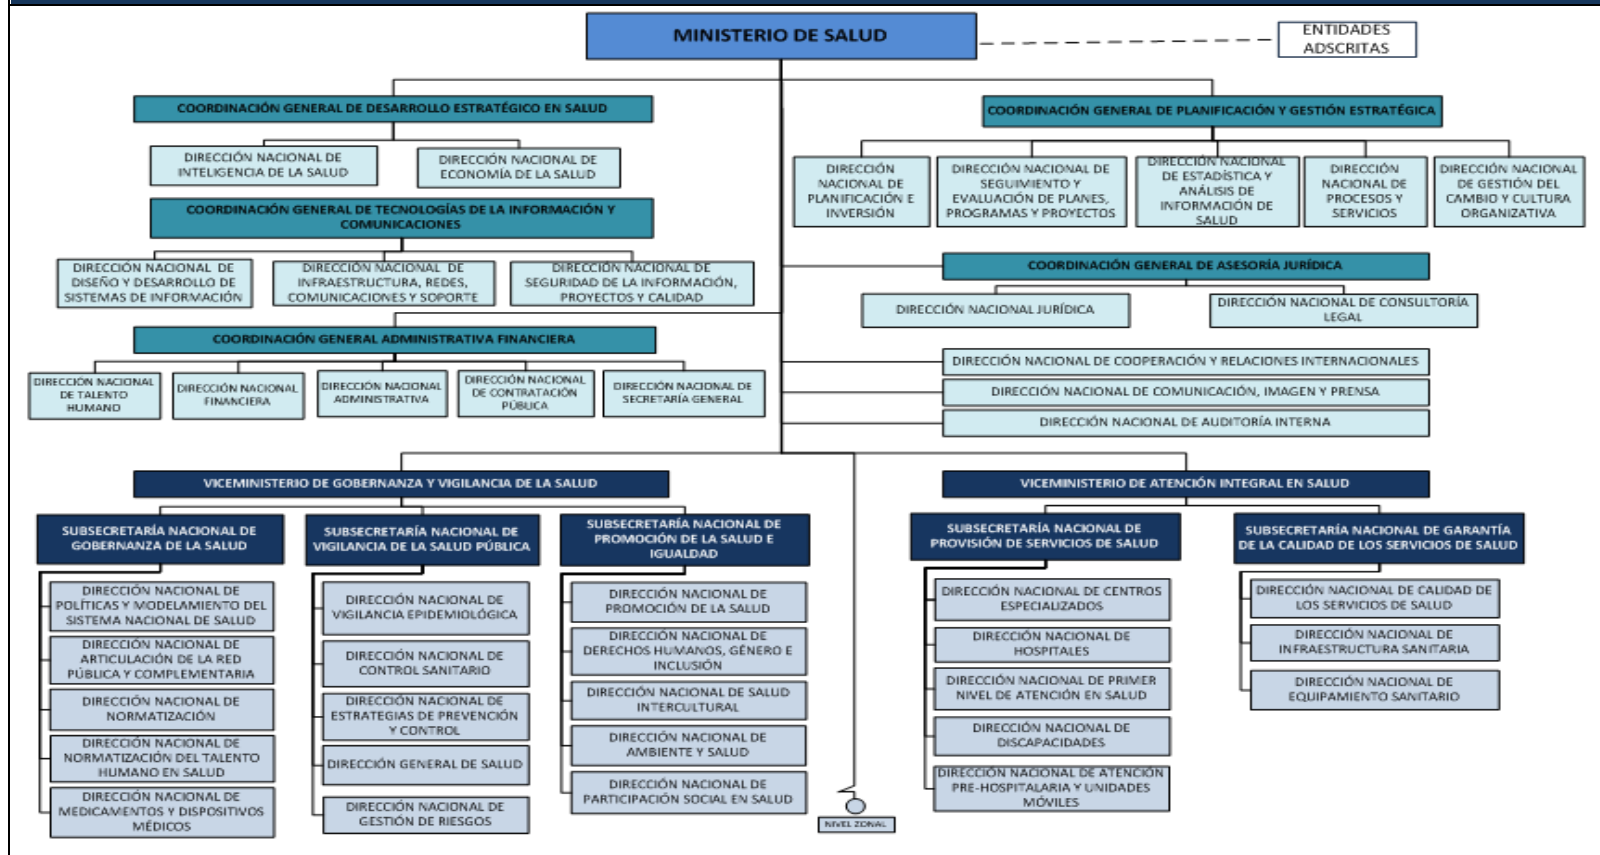 MINISTERIO DE SALUD
ENTIDADES
ADSCRITAS
COORDINACIÓN GENERAL DE DESARROLLO ESTRATÉGICO EN SALUD
DIRECCIÓN NACIONAL DE
INTELIGENCIA DE LA SALUD
DIRECCIÓN NACIONAL DE
ECONOMÍA DE LA SALUD
COORDINACIÓN GENERAL DE TECNOLOGÍAS DE LA INFORMACIÓN Y
COMUNICACIONES
DIRECCIÓN NACIONAL DE
DISEÑO Y DESARROLLO DE
SISTEMAS DE INFORMACIÓN
DIRECCIÓN NACIONAL DE
INFRAESTRUCTURA, REDES,
COMUNICACIONES Y SOPORTE
DIRECCIÓN NACIONAL DE
SEGURIDAD DE LA INFORMACIÓN,
PROYECTOS Y CALIDAD
COORDINACIÓN GENERAL ADMINISTRATIVA FINANCIERA
DIRECCIÓN NACIONAL
DE TALENTO
HUMANO
DIRECCIÓN NACIONAL
FINANCIERA
DIRECCIÓN NACIONAL
ADMINISTRATIVA
DIRECCIÓN NACIONAL
DE CONTRATACIÓN
PÚBLICA
DIRECCIÓN NACIONAL DE
SECRETARÍA GENERAL
COORDINACIÓN GENERAL DE PLANIFICACIÓN Y GESTIÓN ESTRATÉGICA
DIRECCIÓN
NACIONAL DE
PLANIFICACIÓN E
INVERSIÓN
DIRECCIÓN NACIONAL DE
SEGUIMIENTO Y
EVALUACIÓN DE PLANES,
PROGRAMAS Y PROYECTOS
DIRECCIÓN NACIONAL
DE ESTADÍSTICA Y
ANÁLISIS DE
INFORMACIÓN DE
SALUD
DIRECCIÓN
NACIONAL DE
PROCESOS Y
SERVICIOS
DIRECCIÓN NACIONAL
DE GESTIÓN DEL
CAMBIO Y CULTURA
ORGANIZATIVA
COORDINACIÓN GENERAL DE ASESORÍA JURÍDICA
DIRECCIÓN NACIONAL JURÍDICA
DIRECCIÓN NACIONAL DE CONSULTORÍA
LEGAL
DIRECCIÓN NACIONAL DE COOPERACIÓN Y RELACIONES INTERNACIONALES
DIRECCIÓN NACIONAL DE COMUNICACIÓN, IMAGEN Y PRENSA
DIRECCIÓN NACIONAL DE AUDITORÍA INTERNA
VICEMINISTERIO DE GOBERNANZA Y VIGILANCIA DE LA SALUD
SUBSECRETARÍA NACIONAL DE
GOBERNANZA DE LA SALUD
DIRECCIÓN NACIONAL DE
POLÍTICAS Y MODELAMIENTO DEL
SISTEMA NACIONAL DE SALUD
DIRECCIÓN NACIONAL DE
ARTICULACIÓN DE LA RED
PÚBLICA Y COMPLEMENTARIA
DIRECCIÓN NACIONAL DE
NORMATIZACIÓN
DIRECCIÓN NACIONAL DE
NORMATIZACIÓN DEL TALENTO
HUMANO EN SALUD
DIRECCIÓN NACIONAL DE
MEDICAMENTOS Y DISPOSITIVOS
MÉDICOS
SUBSECRETARÍA NACIONAL DE
VIGILANCIA DE LA SALUD PÚBLICA
DIRECCIÓN NACIONAL DE
VIGILANCIA EPIDEMIOLÓGICA
DIRECCIÓN NACIONAL DE
CONTROL SANITARIO
DIRECCIÓN NACIONAL DE
ESTRATEGIAS DE PREVENCIÓN
Y CONTROL
DIRECCIÓN GENERAL DE SALUD
DIRECCIÓN NACIONAL DE
GESTIÓN DE RIESGOS
SUBSECRETARÍA NACIONAL DE
PROMOCIÓN DE LA SALUD E
IGUALDAD
DIRECCIÓN NACIONAL DE
PROMOCIÓN DE LA SALUD
DIRECCIÓN NACIONAL DE
DERECHOS HUMANOS, GÉNERO E
INCLUSIÓN
DIRECCIÓN NACIONAL DE SALUD
INTERCULTURAL
DIRECCIÓN NACIONAL DE
AMBIENTE Y SALUD
DIRECCIÓN NACIONAL DE
PARTICIPACIÓN SOCIAL EN SALUD
NIVEL ZONAL
VICEMINISTERIO DE ATENCIÓN INTEGRAL EN SALUD
SUBSECRETARÍA NACIONAL DE
PROVISIÓN DE SERVICIOS DE SALUD
DIRECCIÓN NACIONAL DE CENTROS
ESPECIALIZADOS
DIRECCIÓN NACIONAL DE
HOSPITALES
DIRECCIÓN NACIONAL DE PRIMER
NIVEL DE ATENCIÓN EN SALUD
DIRECCIÓN NACIONAL DE
DISCAPACIDADES
DIRECCIÓN NACIONAL DE ATENCIÓN
PRE-HOSPITALARIA Y UNIDADES
MÓVILES
SUBSECRETARÍA NACIONAL DE GARANTÍA
DE LA CALIDAD DE LOS SERVICIOS DE SALUD
DIRECCIÓN NACIONAL DE CALIDAD DE
LOS SERVICIOS DE SALUD
DIRECCIÓN NACIONAL DE
INFRAESTRUCTURA SANITARIA
DIRECCIÓN NACIONAL DE
EQUIPAMIENTO SANITARIO